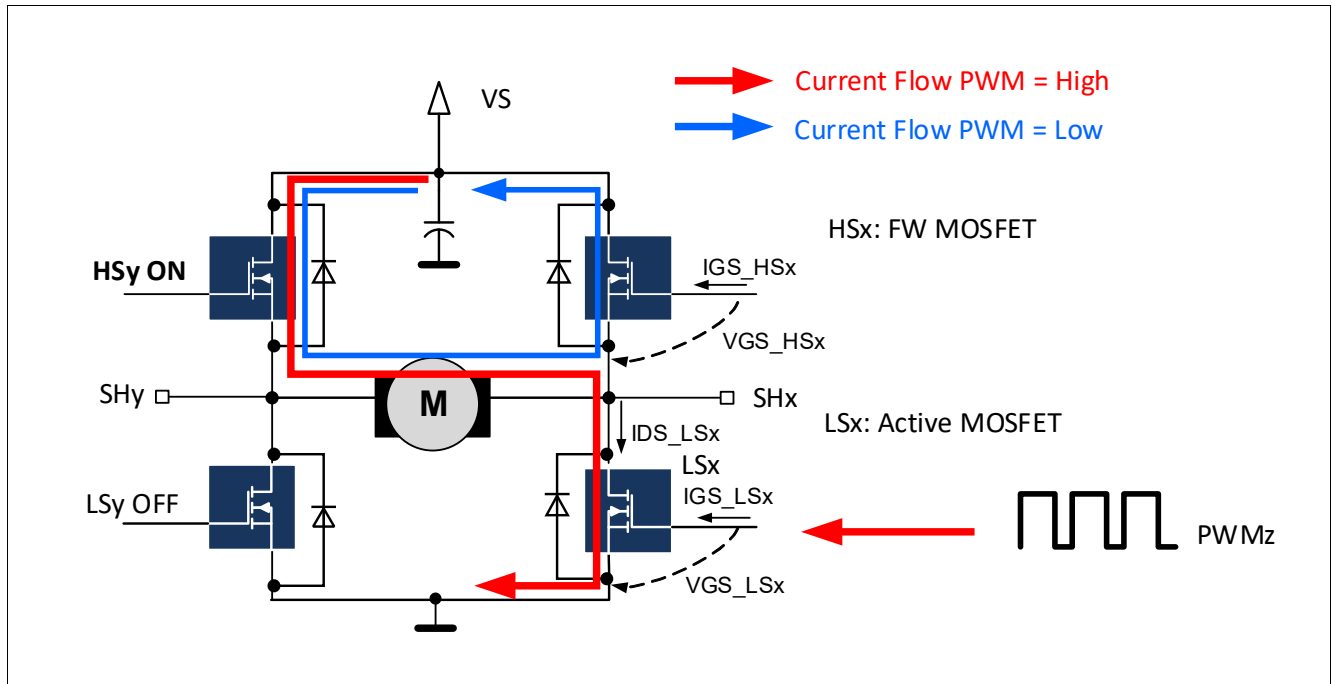 VS
Current Flow PWM = High
Current Flow PWM = Low
HSx: FW MOSFET
HSy ON
IGS_HSx
VGS_HSx
SHy
M
SHx
LSx: Active MOSFET
IDS_LSx
LSx
LSy OFF
IGS_LSx
PWMz
VGS_LSx